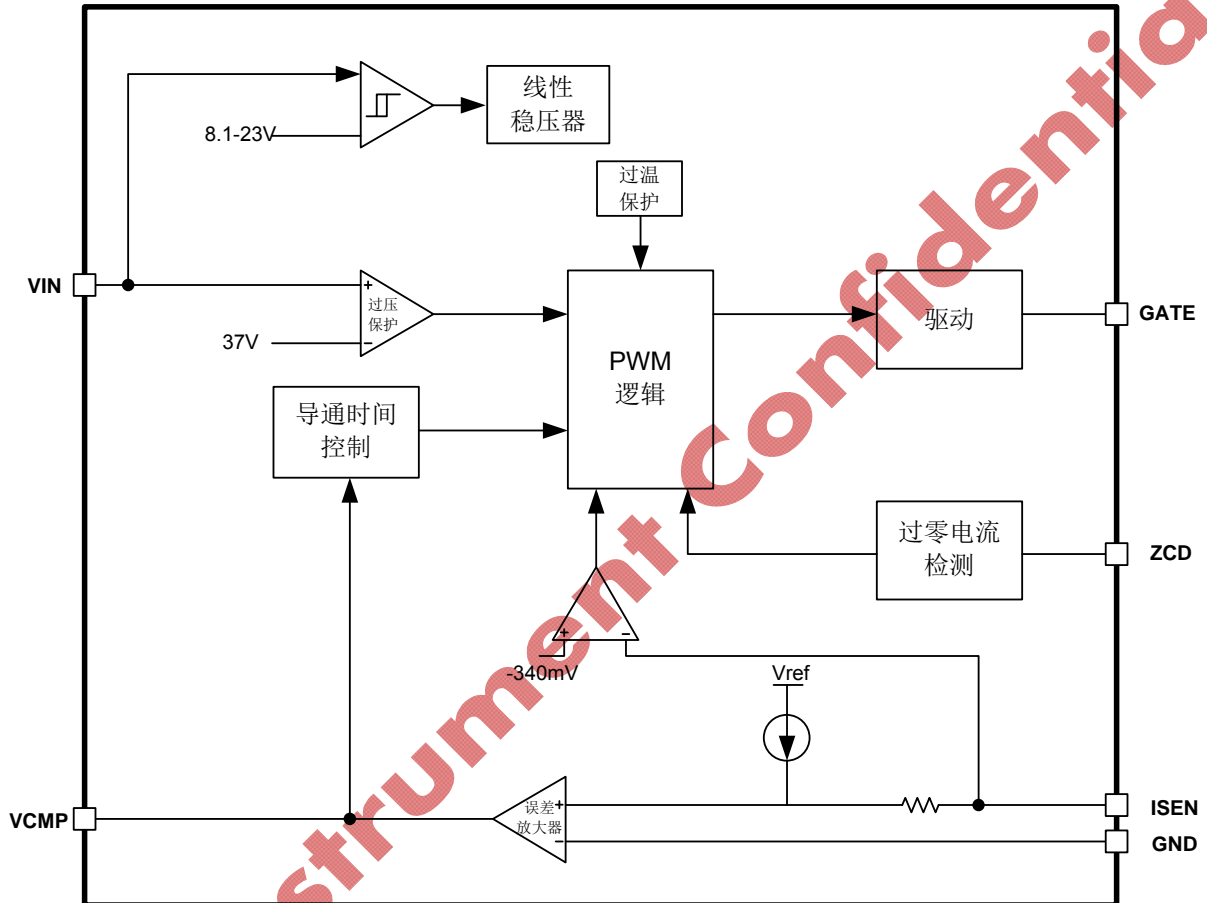 线性
稳压器
8.1-23V
过温
保护
VIN
+
过压
保护
-
37V
PWM
逻辑
驱动
GATE
导通时间
控制
过零电流
检测
ZCD
+
-
-340mV
Vref
VCMP
误差
放大器
+
-
ISEN
GND
strument Confidentia